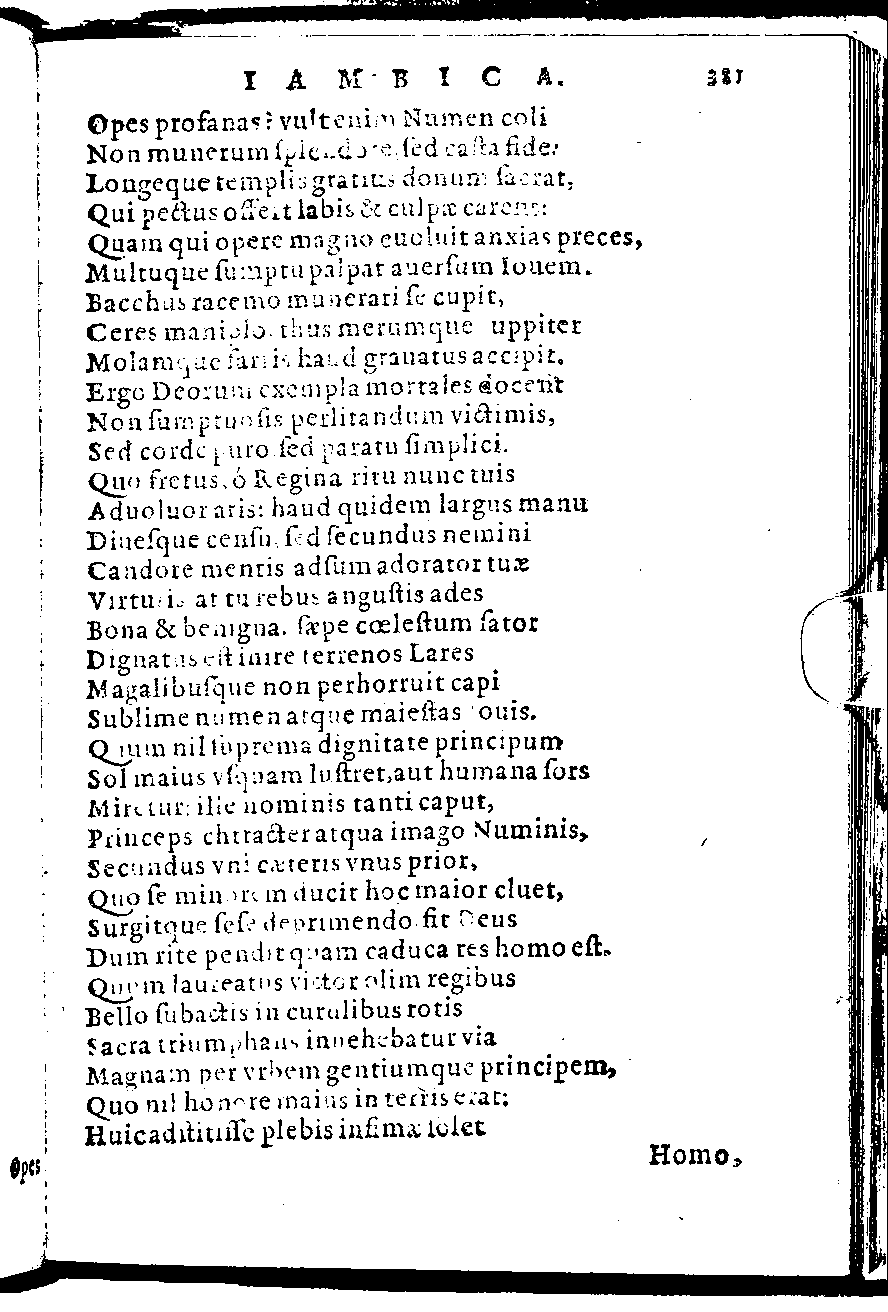 IAMBICA. 381
Opes profanas? vult enim Numen coli
Non munerum ſplendore, ſed caſta fide:
Longeque templis gratius donum ſacrat,
Qui pectus offert labis & culpæ carens:
Quam qui opere magno euoluit anxias preces,
Multuque ſumptu palpat auerſum Iouem.
Bacchus racemo munerari ſe cupit,
Ceres maniplo, thus merumque uppiter
Molamque farris haud grauatus accipit.
Ergo Deorum exempla mortales docent
Non ſumptuoſis perlitandum victimis,
Sed corde puro, ſed paratu ſimplici.
Quo fretus, ó Regina ritu nunc tuis
Aduoluor aris: haud quidem largus manu
Diueſque cenſu, ſed ſecundus nemini
Candore mentis adſum adorator tuæ
Virtutis at tu rebus anguſtis ades
Bona & benigna. ſæpe cœleſtum ſator
Dignatus eſt inire terrenos Lares
Magalibuſque non perhorruit capi
Sublime numen atque maieſtas ouis.
Quum nil ſuprema dignitate principum
Sol maius vſquam luſtret, aut humana ſors
Miretur: ille nominis tanti caput,
Princeps chtracter atqua imago Numinis,
Secundus vni cæteris vnus prior,
Quo ſe minorem ducit hoc maior cluet,
Surgitque ſeſe deprimendo, fit Deus
Dum rite pendit quam caduca res homo eſt.
Quem laureatus victor olim regibus
Bello ſubactis in curulibus rotis
Sacra triumphans inuehebatur via
Magnam per vrbem gentiumque principem,
Quo nil honore maius in terris erat:
Huic adſtitiſſe plebis infimæ ſolet
Homo,
Opes